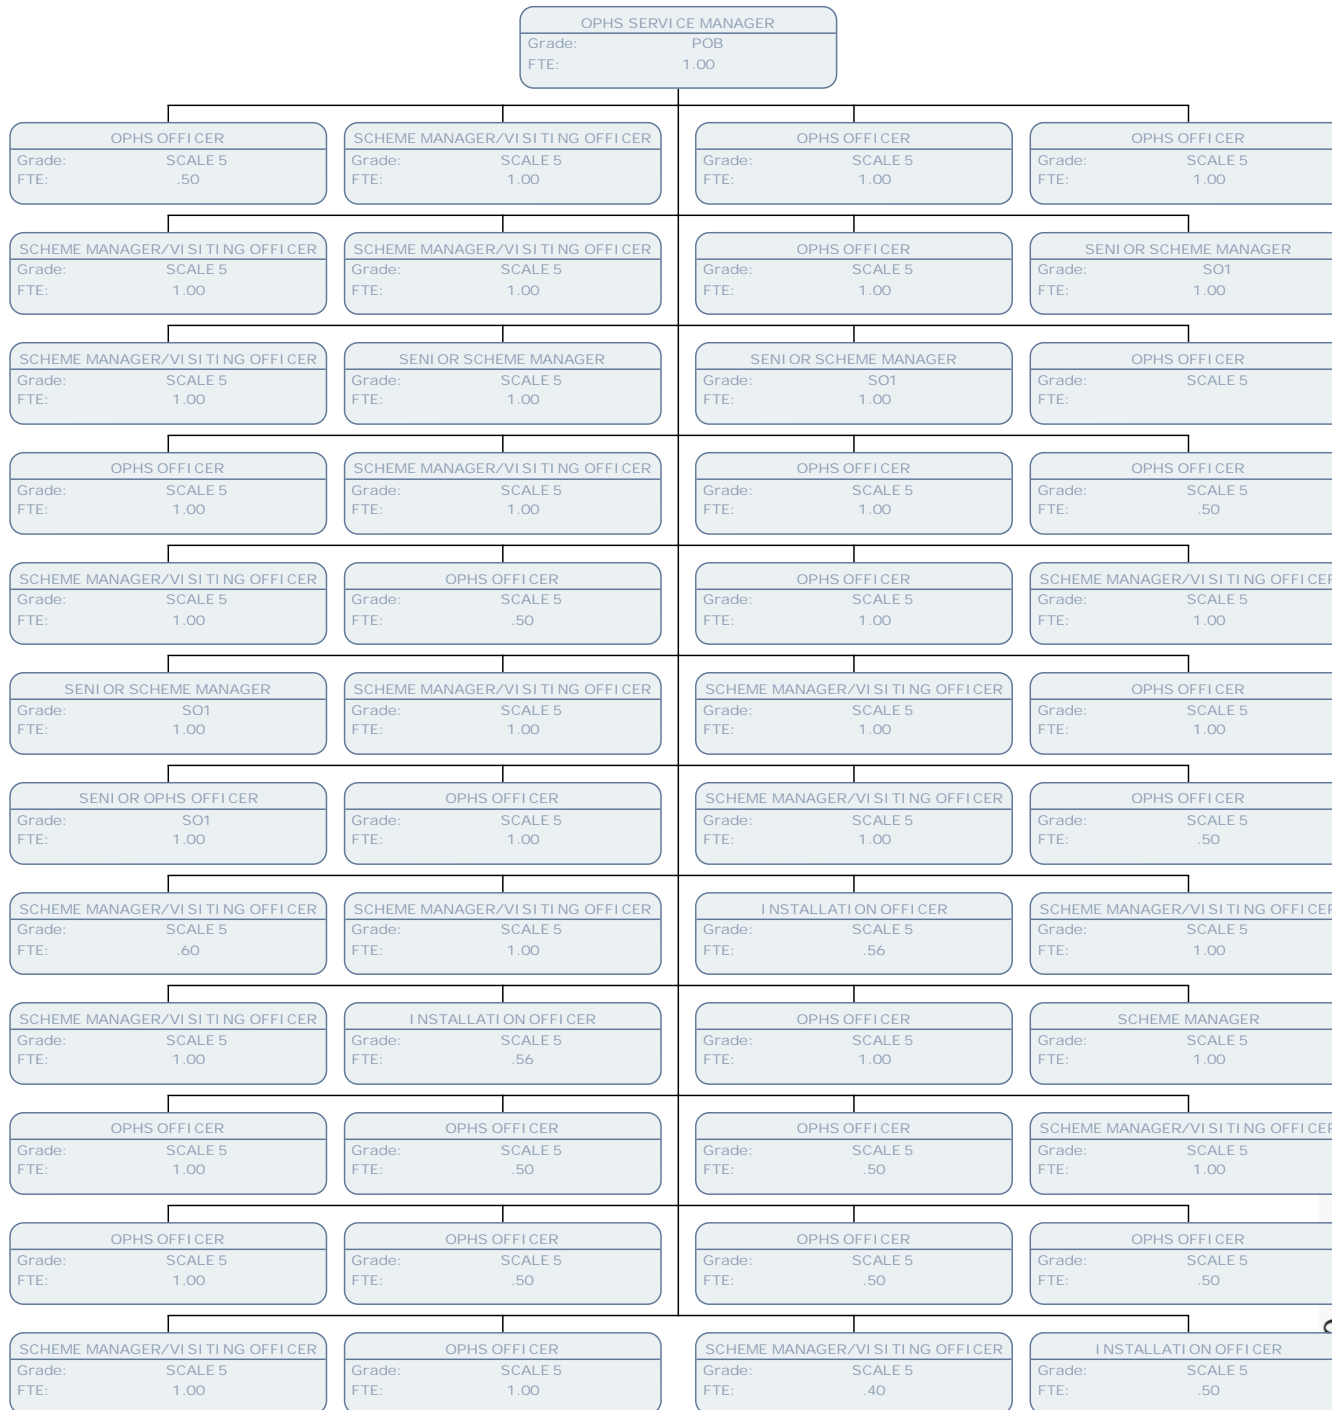 OPHS SERVICE MANAGER
Grade: POB
FTE: 1.00
OPHS OFFICER
Grade: SCALE 5
FTE: .50
SCHEME MANAGER/VISITING OFFICER
Grade: SCALE 5
FTE: 1.00
OPHS OFFICER
Grade: SCALE 5
FTE: 1.00
OPHS OFFICER
Grade: SCALE 5
FTE: 1.00
SCHEME MANAGER/VISITING OFFICER
Grade: SCALE 5
FTE: 1.00
SCHEME MANAGER/VISITING OFFICER
Grade: SCALE 5
FTE: 1.00
OPHS OFFICER
Grade: SCALE 5
FTE: 1.00
SENIOR SCHEME MANAGER
Grade: SO1
FTE: 1.00
SCHEME MANAGER/VISITING OFFICER
Grade: SCALE 5
FTE: 1.00
SENIOR SCHEME MANAGER
Grade: SCALE 5
FTE: 1.00
SENIOR SCHEME MANAGER
Grade: SO1
FTE: 1.00
OPHS OFFICER
Grade: SCALE 5
FTE:
OPHS OFFICER
Grade: SCALE 5
FTE: 1.00
SCHEME MANAGER/VISITING OFFICER
Grade: SCALE 5
FTE: 1.00
OPHS OFFICER
Grade: SCALE 5
FTE: 1.00
OPHS OFFICER
Grade: SCALE 5
FTE: .50
SCHEME MANAGER/VISITING OFFICER
Grade: SCALE 5
FTE: 1.00
OPHS OFFICER
Grade: SCALE 5
FTE: .50
OPHS OFFICER
Grade: SCALE 5
FTE: 1.00
SCHEME MANAGER/VISITING OFFICER
Grade: SCALE 5
FTE: 1.00
SENIOR SCHEME MANAGER
Grade: SO1
FTE: 1.00
SCHEME MANAGER/VISITING OFFICER
Grade: SCALE 5
FTE: 1.00
SCHEME MANAGER/VISITING OFFICER
Grade: SCALE 5
FTE: 1.00
OPHS OFFICER
Grade: SCALE 5
FTE: 1.00
SENIOR OPHS OFFICER
Grade: SO1
FTE: 1.00
OPHS OFFICER
Grade: SCALE 5
FTE: 1.00
SCHEME MANAGER/VISITING OFFICER
Grade: SCALE 5
FTE: 1.00
OPHS OFFICER
Grade: SCALE 5
FTE: .50
SCHEME MANAGER/VISITING OFFICER
Grade: SCALE 5
FTE: .60
SCHEME MANAGER/VISITING OFFICER
Grade: SCALE 5
FTE: 1.00
INSTALLATION OFFICER
Grade: SCALE 5
FTE: .56
SCHEME MANAGER/VISITING OFFICER
Grade: SCALE 5
FTE: 1.00
SCHEME MANAGER/VISITING OFFICER
Grade: SCALE 5
FTE: 1.00
INSTALLATION OFFICER
Grade: SCALE 5
FTE: .56
OPHS OFFICER
Grade: SCALE 5
FTE: 1.00
SCHEME MANAGER
Grade: SCALE 5
FTE: 1.00
OPHS OFFICER
Grade: SCALE 5
FTE: 1.00
OPHS OFFICER
Grade: SCALE 5
FTE: .50
OPHS OFFICER
Grade: SCALE 5
FTE: .50
SCHEME MANAGER/VISITING OFFICER
Grade: SCALE 5
FTE: 1.00
OPHS OFFICER
Grade: SCALE 5
FTE: 1.00
OPHS OFFICER
Grade: SCALE 5
FTE: .50
OPHS OFFICER
Grade: SCALE 5
FTE: .50
OPHS OFFICER
Grade: SCALE 5
FTE: .50
SCHEME MANAGER/VISITING OFFICER
Grade: SCALE 5
FTE: 1.00
OPHS OFFICER
Grade: SCALE 5
FTE: 1.00
SCHEME MANAGER/VISITING OFFICER
Grade: SCALE 5
FTE: .40
INSTALLATION OFFICER
Grade: SCALE 5
FTE: .50